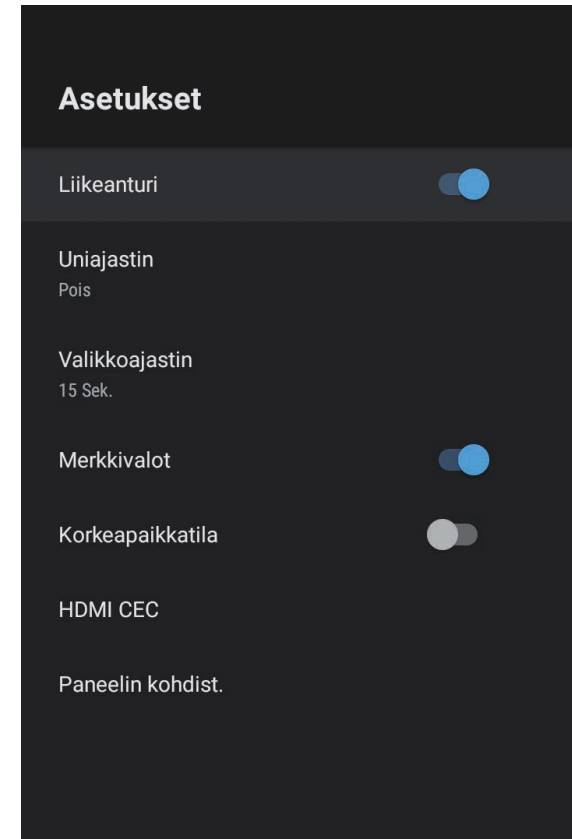 Asetukset
Liikeanturi
Uniajastin
Pois
Valikkoajastin
15 Sek.
Merkkivalot
Korkeapaikkatila
HDMI CEC
Paneelin kohdist.